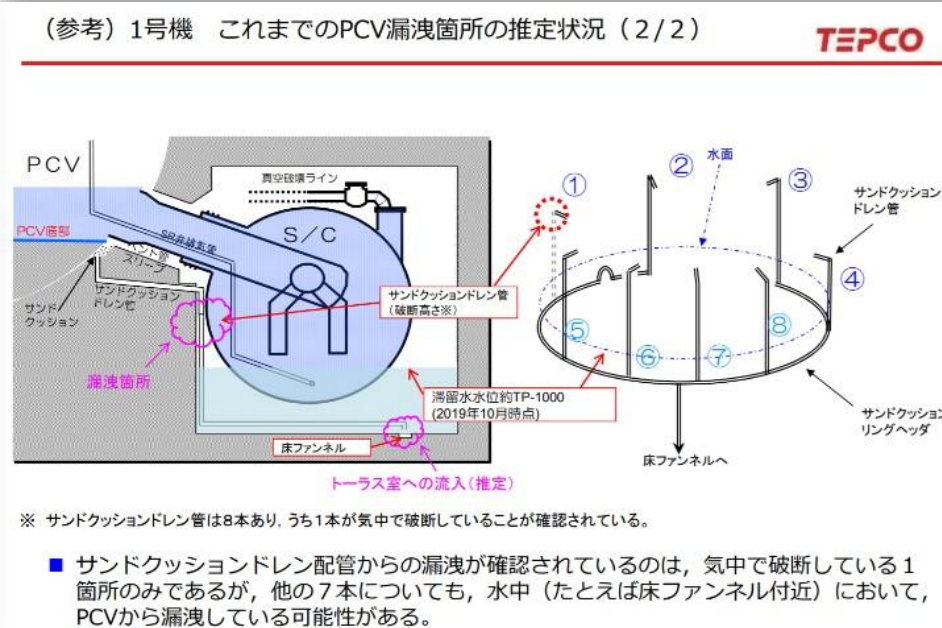 （参考）1号機　これまでのPCV漏洩箇所の推定状況（2/2）
TEPCO
PCV
真空破壊ライン
S/C
PCV底部
SR弁排気管
ベント管
スリーブ
サンドクッション
ドレン管
サンド
クッション
漏洩箇所
サンドクッションドレン管
（破断高さ※）
滞留水水位約TP-1000
(2019年10月時点)
床ファンネル
トーラス室への流入(推定)
①
②
水面
③
サンドクッション
ドレン管
④
⑤
⑥
⑦
⑧
サンドクッション
リングヘッダ
床ファンネルへ
※ サンドクッションドレン管は8本あり，うち1本が気中で破断していることが確認されている。
■ サンドクッションドレン配管からの漏洩が確認されているのは，気中で破断している１
箇所のみであるが，他の７本についても，水中（たとえば床ファンネル付近）において，
PCVから漏洩している可能性がある。